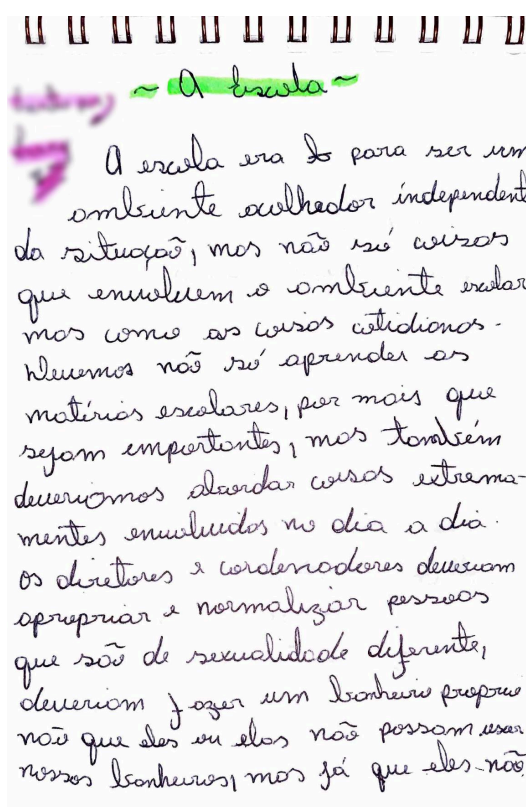 ~ A Escola ~
A escola era para ser um
ambiente acolhedor independent
da situação, mas não só coisas
que envolvem o ambiente escolar
mas como as coisas cotidianas.
Devemos não só aprender as
matérias escolares, por mais que
sejam importantes, mas também
deveriamos abordar coisas extrema-
mentes envolvidos no dia a dia.
os diretores e cordenadores deveriam
apropriar e normalizar pessoas
que são de sexualidade diferente,
deveriam fazer um banheiro proprio
não que eles ou elas não possam usar
nossos banheiros, mas já que eles não